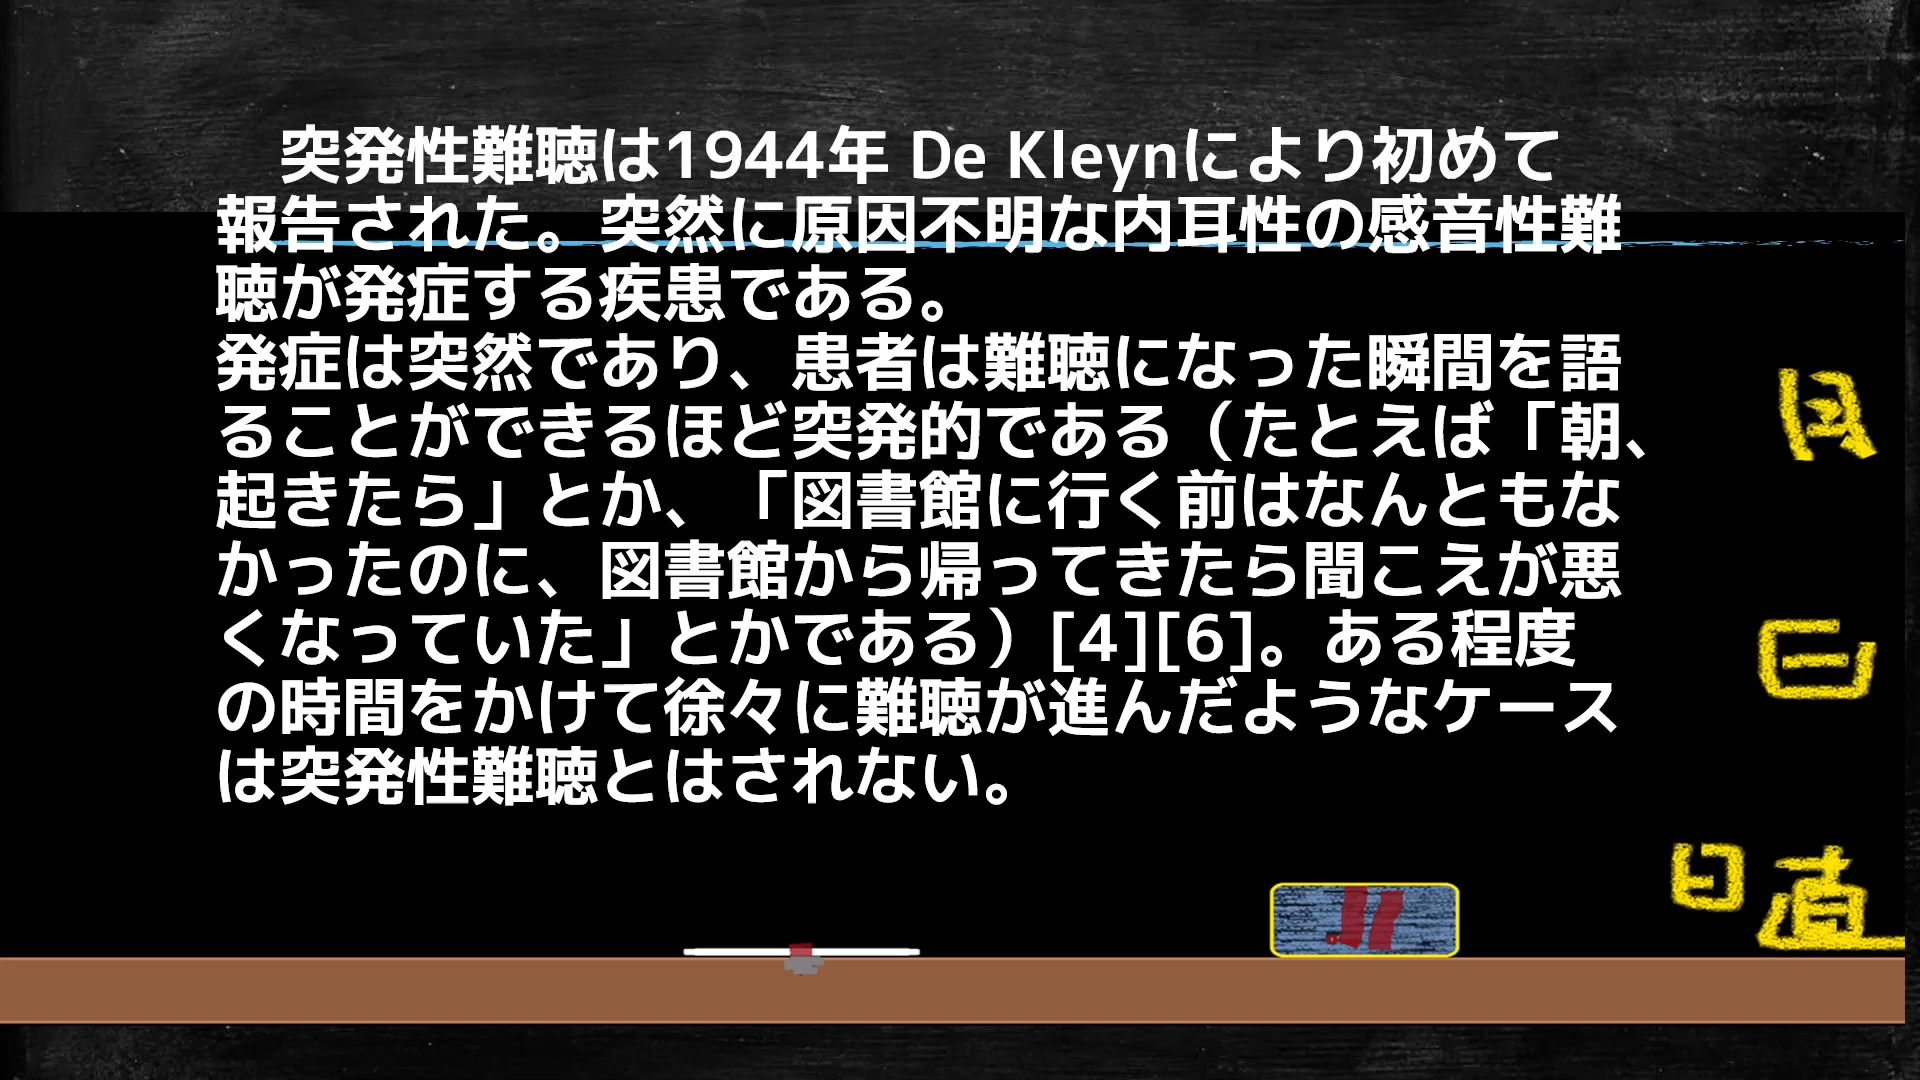 突発性難聴は1944年 De Kleynにより初めて
報告された。突然に原因不明な内耳性の感音性難
聴が発症する疾患である。
発症は突然であり、患者は難聴になった瞬間を語
ることができるほど突発的である（たとえば「朝、
起きたら」とか、「図書館に行く前はなんともな
かったのに、図書館から帰ってきたら聞こえが悪
くなっていた」とかである）[4][6]。ある程度
の時間をかけて徐々に難聴が進んだようなケース
は突発性難聴とはされない。
日直